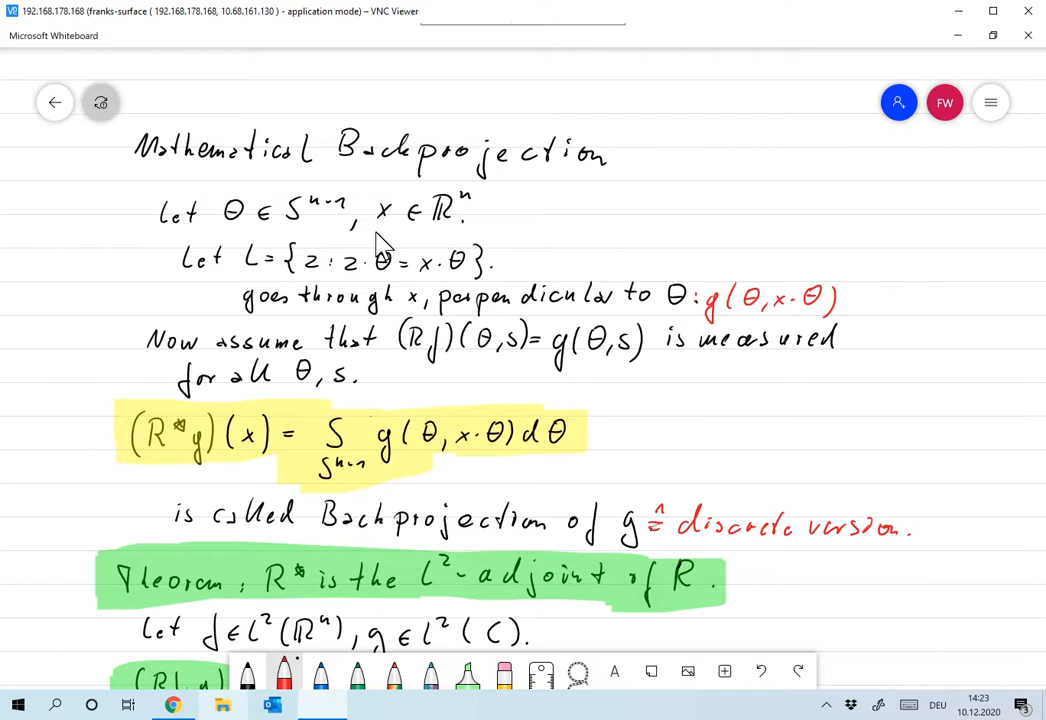 192.168.178.168 (franks-surface ( 192.168.178.168, 10.68.161.130 ) - application mode) – VNC Viewer
Microsoft Whiteboard
FW
Mathematical Backprojection
Let θ ∈ S^{n-1}, x ∈ ℝ^n.
Let L = {z : z·θ = x·θ}.
goes through x, perpendicular to θ: g(θ, x·θ)
Now assume that (Rf)(θ,s) = g(θ,s) is measured
for all θ, s.
(R*g)(x) = ∫_{S^{n-1}} g(θ, x·θ) dθ
is called Backprojection of g ≙ discrete version.
Theorem: R* is the L²-adjoint of R.
Let f ∈ L²(ℝ^n), g ∈ L²(C).
A
DEU
14:23
10.12.2020
3